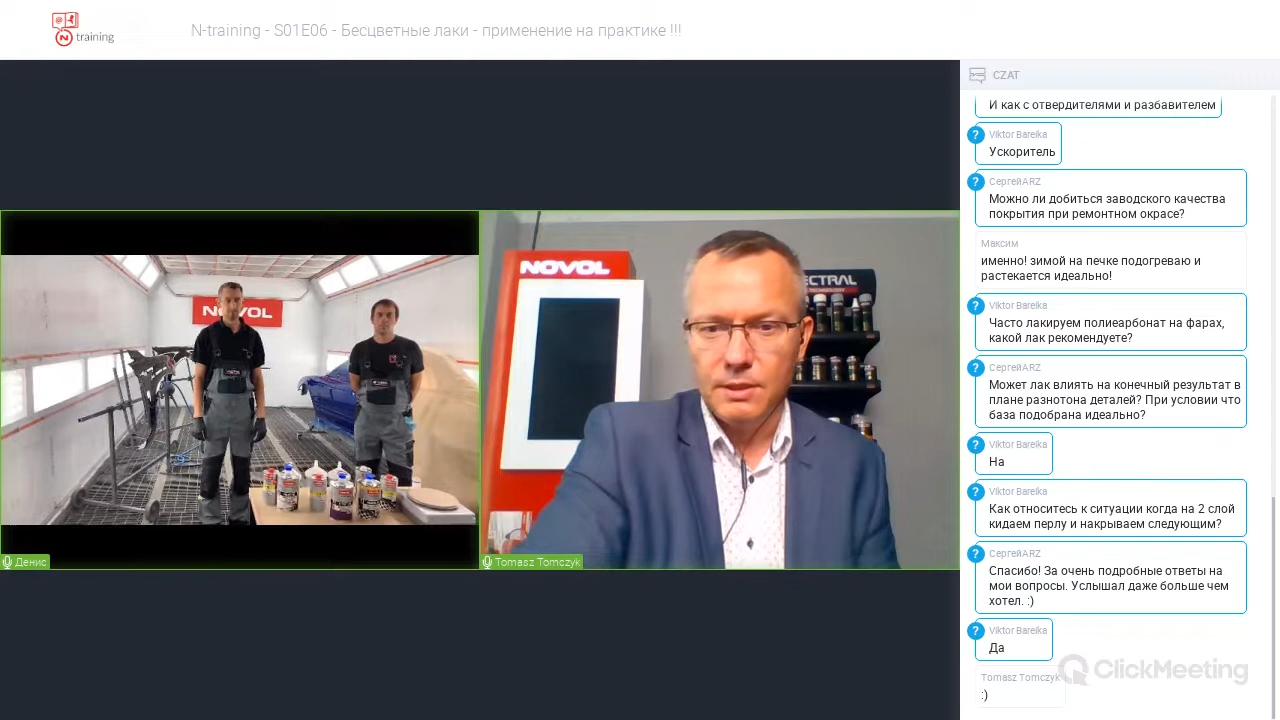 training
N-training - S01E06 - Бесцветные лаки - применение на практике !!!
NOVOL
Денис
NOVOL
Tomasz Tomczyk
CZAT
И как с отвердителями и разбавителем
Viktor Bareika
Ускоритель
СергейARZ
Можно ли добиться заводского качества
покрытия при ремонтном окрасе?
Максим
именно! зимой на печке подогреваю и
растекается идеально!
Viktor Bareika
Часто лакируем полиеарбонат на фарах,
какой лак рекомендуете?
СергейARZ
Может лак влиять на конечный результат в
плане разнотона деталей? При условии что
база подобрана идеально?
Viktor Bareika
На
Viktor Bareika
Как относитесь к ситуации когда на 2 слой
кидаем перлу и накрываем следующим?
СергейARZ
Спасибо! За очень подробные ответы на
мои вопросы. Услышал даже больше чем
хотел. :)
Viktor Bareika
Да
Tomasz Tomczyk
:)
ClickMeeting